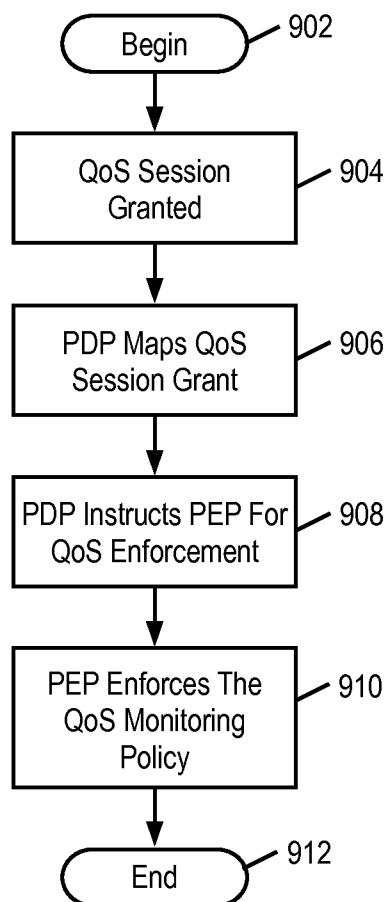 Begin
902
QoS Session
Granted
904
PDP Maps QoS
Session Grant
906
PDP Instructs PEP For
QoS Enforcement
908
PEP Enforces The
QoS Monitoring
Policy
910
End
912